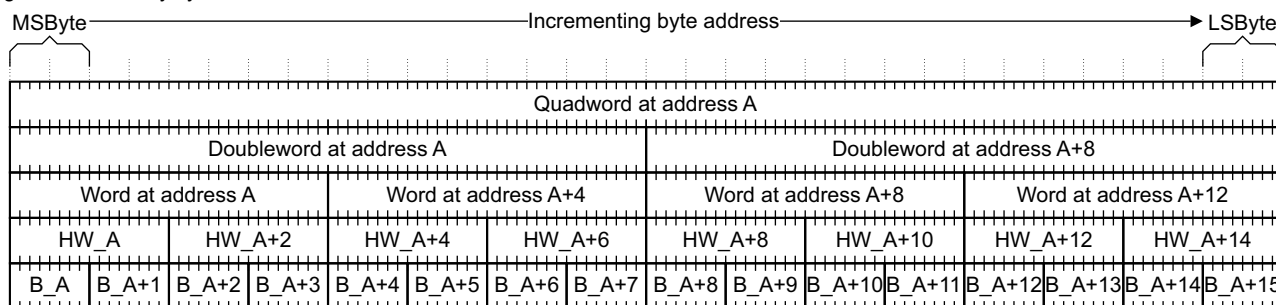 MSByte Incrementing byte address LSByte
Quadword at address A
Doubleword at address A Doubleword at address A+8
Word at address A Word at address A+4 Word at address A+8 Word at address A+12
HW_A HW_A+2 HW_A+4 HW_A+6 HW_A+8 HW_A+10 HW_A+12 HW_A+14
B_A B_A+1 B_A+2 B_A+3 B_A+4 B_A+5 B_A+6 B_A+7 B_A+8 B_A+9 B_A+10 B_A+11 B_A+12 B_A+13 B_A+14 B_A+15